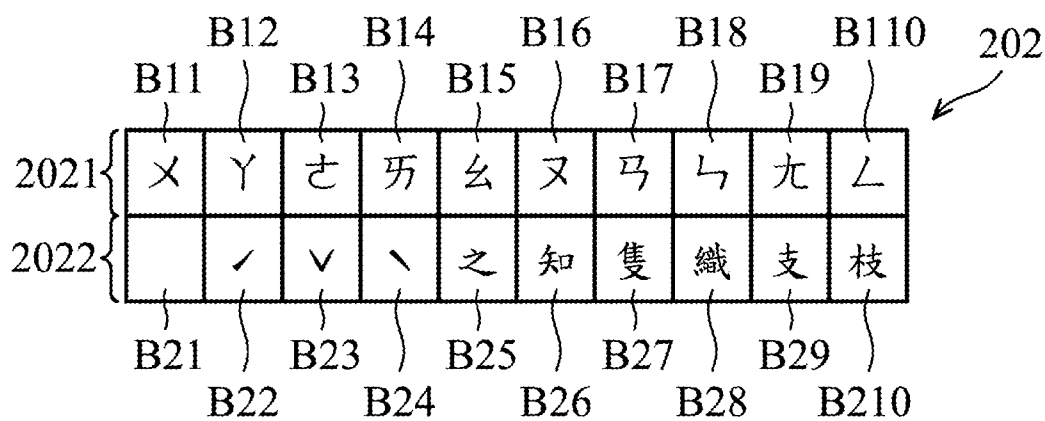 B12 B14 B16 B18 B110 202
B11 B13 B15 B17 B19
2021 ㄨ ㄚ ㄜ ㄞ ㄠ ㄡ ㄢ ㄣ ㄤ ㄥ
2022 ˊ ˇ ˋ 之 知 隻 織 支 枝
B21 B23 B25 B27 B29
B22 B24 B26 B28 B210